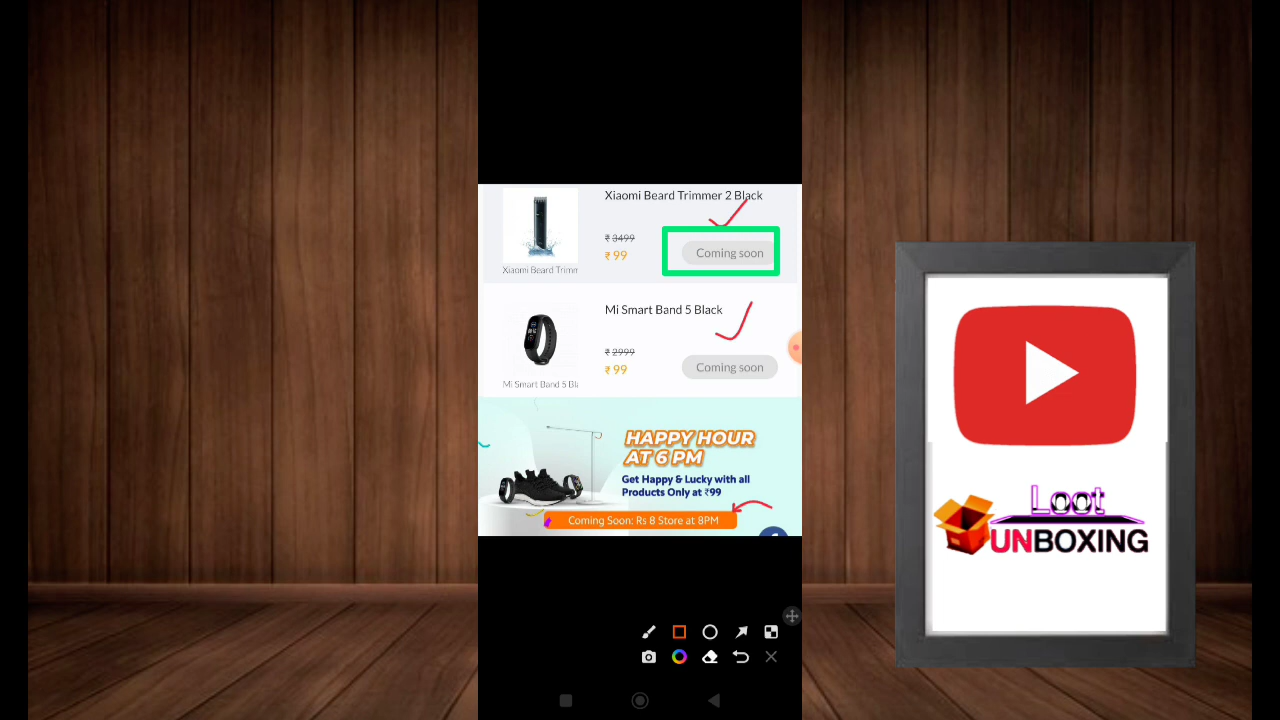 Xiaomi Beard Trimmer 2 Black
₹ 3499
₹ 99
Coming soon
Xiaomi Beard Trimm
Mi Smart Band 5 Black
₹ 2999
₹ 99
Coming soon
Mi Smart Band 5 Bla
HAPPY HOUR
AT 6 PM
Get Happy & Lucky with all
Products Only at ₹99
Coming Soon: Rs 8 Store at 8PM
Loot
UNBOXING